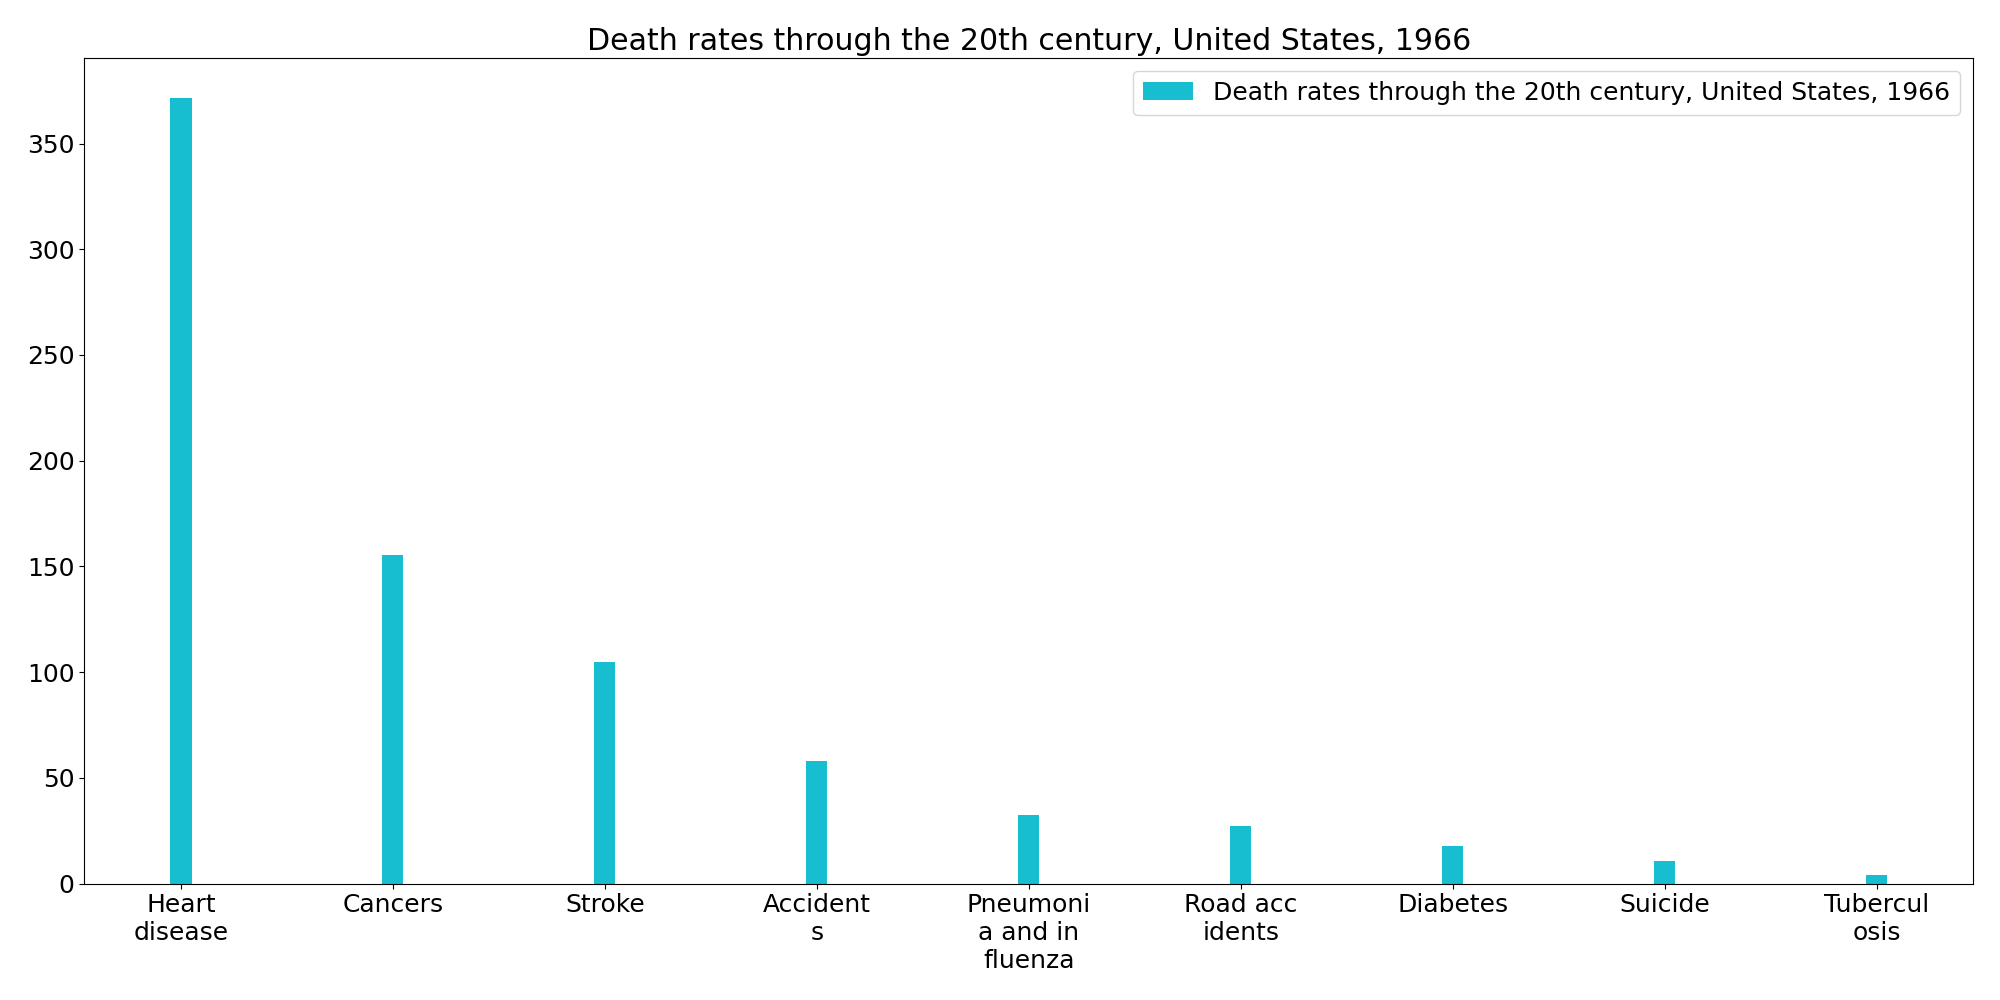 Death rates through the 20th century, United States, 1966
Death rates through the 20th century, United States, 1966
350
300
250
200
150
100
50
0
Heart
disease
Cancers
Stroke
Accident
s
Pneumoni
a and in
fluenza
Road acc
idents
Diabetes
Suicide
Tubercul
osis